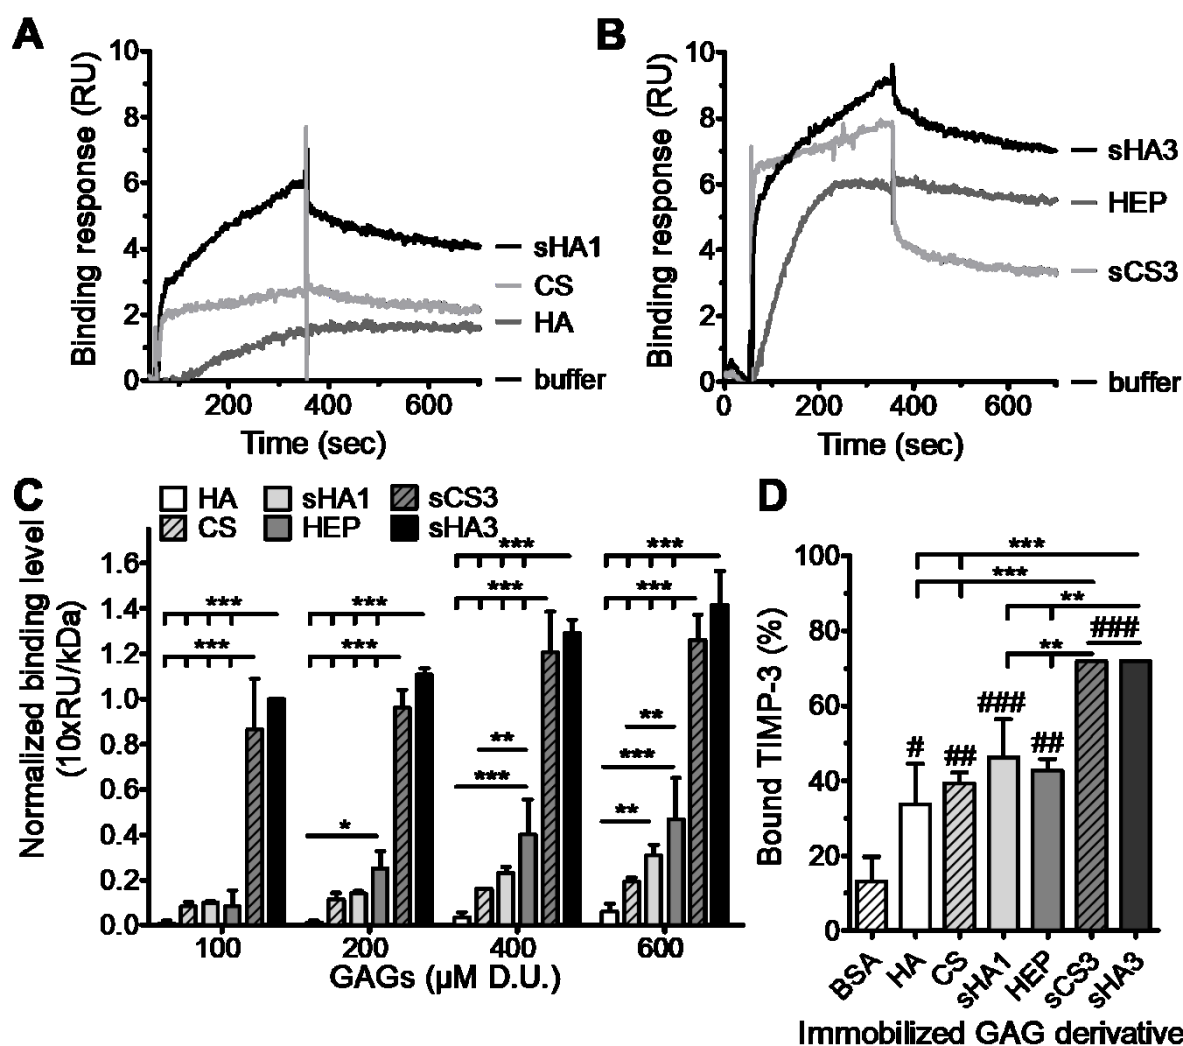 A
10
8
6
4
2
0
Binding response (RU)
200 400 600
Time (sec)
sHA1
CS
HA
buffer
B
10
8
6
4
2
0
Binding response (RU)
0 200 400 600
Time (sec)
sHA3
HEP
sCS3
buffer
C
HA sHA1 sCS3
CS HEP sHA3
Normalized binding level
(10xRU/kDa)
1.6
1.4
1.2
1.0
0.8
0.6
0.4
0.2
0.0
*** *** *** ***
*** *** *** ***
* ** *** ** *** **
100 200 400 600
GAGs (µM D.U.)
D
Bound TIMP-3 (%)
100
80
60
40
20
0
***
***
**
###
**
###
# ## ##
BSA HA CS sHA1 HEP sCS3 sHA3
Immobilized GAG derivative